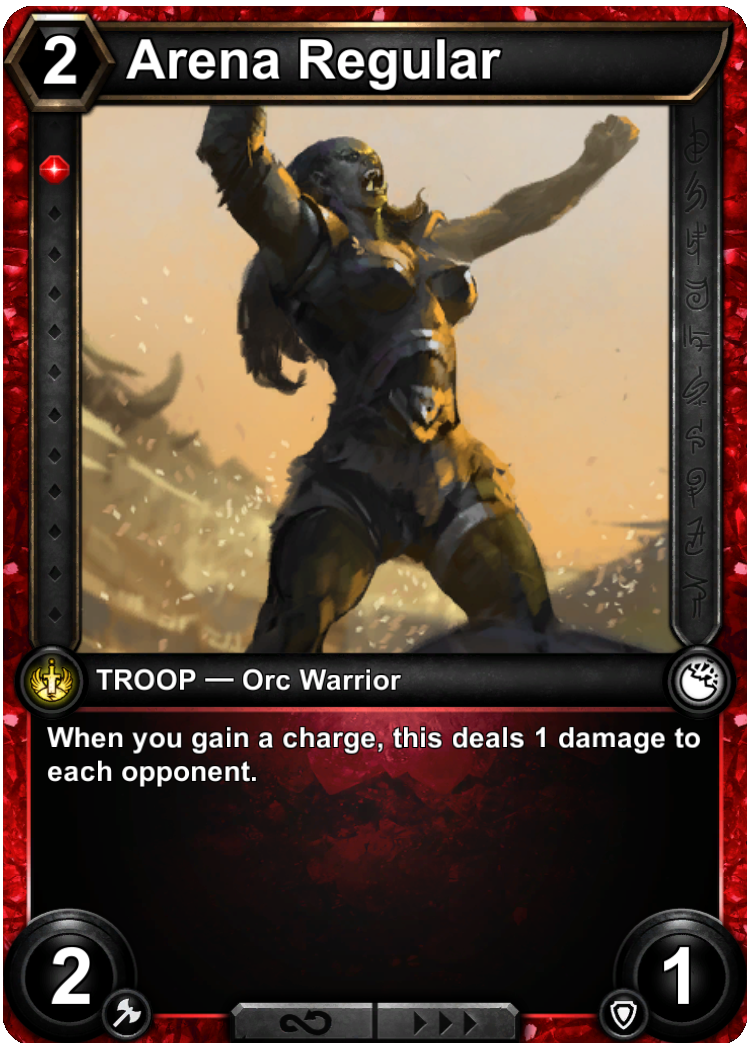 2 Arena Regular
TROOP — Orc Warrior
When you gain a charge, this deals 1 damage to
each opponent.
2 1